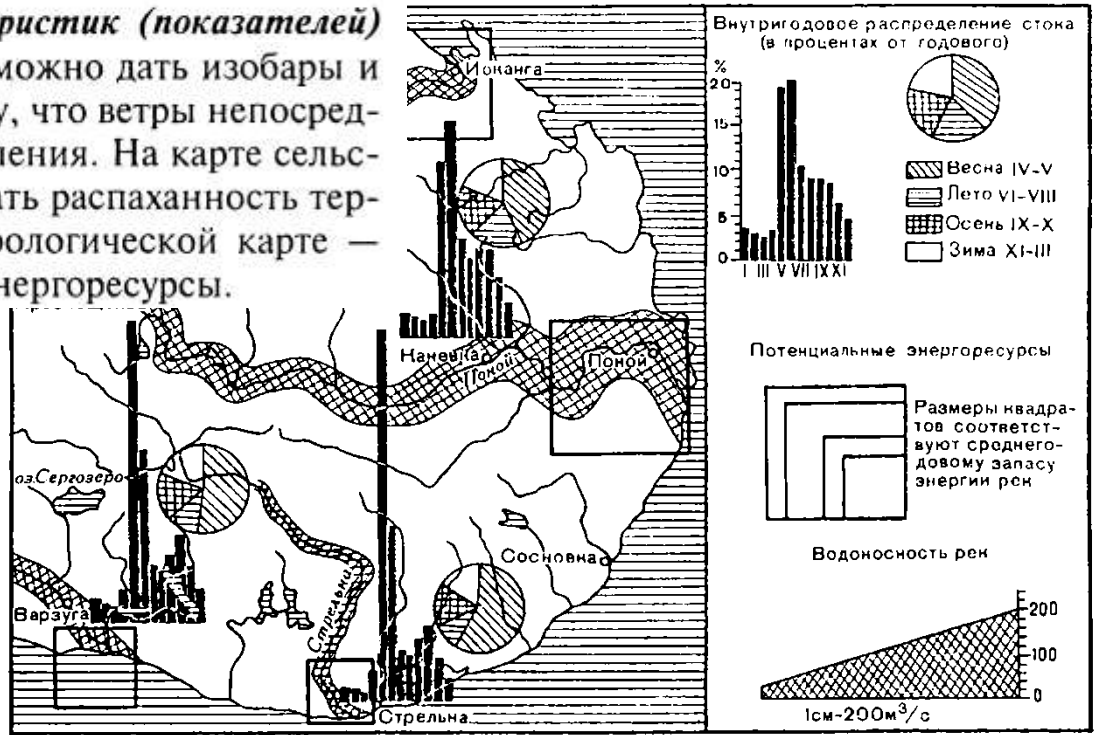 ристик (показателей)
можно дать изобары и
у, что ветры непосред-
ления. На карте сельс-
ать распаханность тер-
рологической карте —
нергоресурсы.
Иоканга
Каневка
Поной
Поной
оз.Сергозеро
Варзуга
Стрельна
Сосновка
Стрельна
Внутригодовое распределение стока
(в процентах от годового)
%
20
15
10
5
0
I III V VII IX XI
Весна IV-V
Лето VI-VIII
Осень IX-X
Зима XI-III
Потенциальные энергоресурсы
Размеры квадра-
тов соответст-
вуют среднего-
довому запасу
энергии рек
Водоносность рек
200
100
0
1см-200м³/с